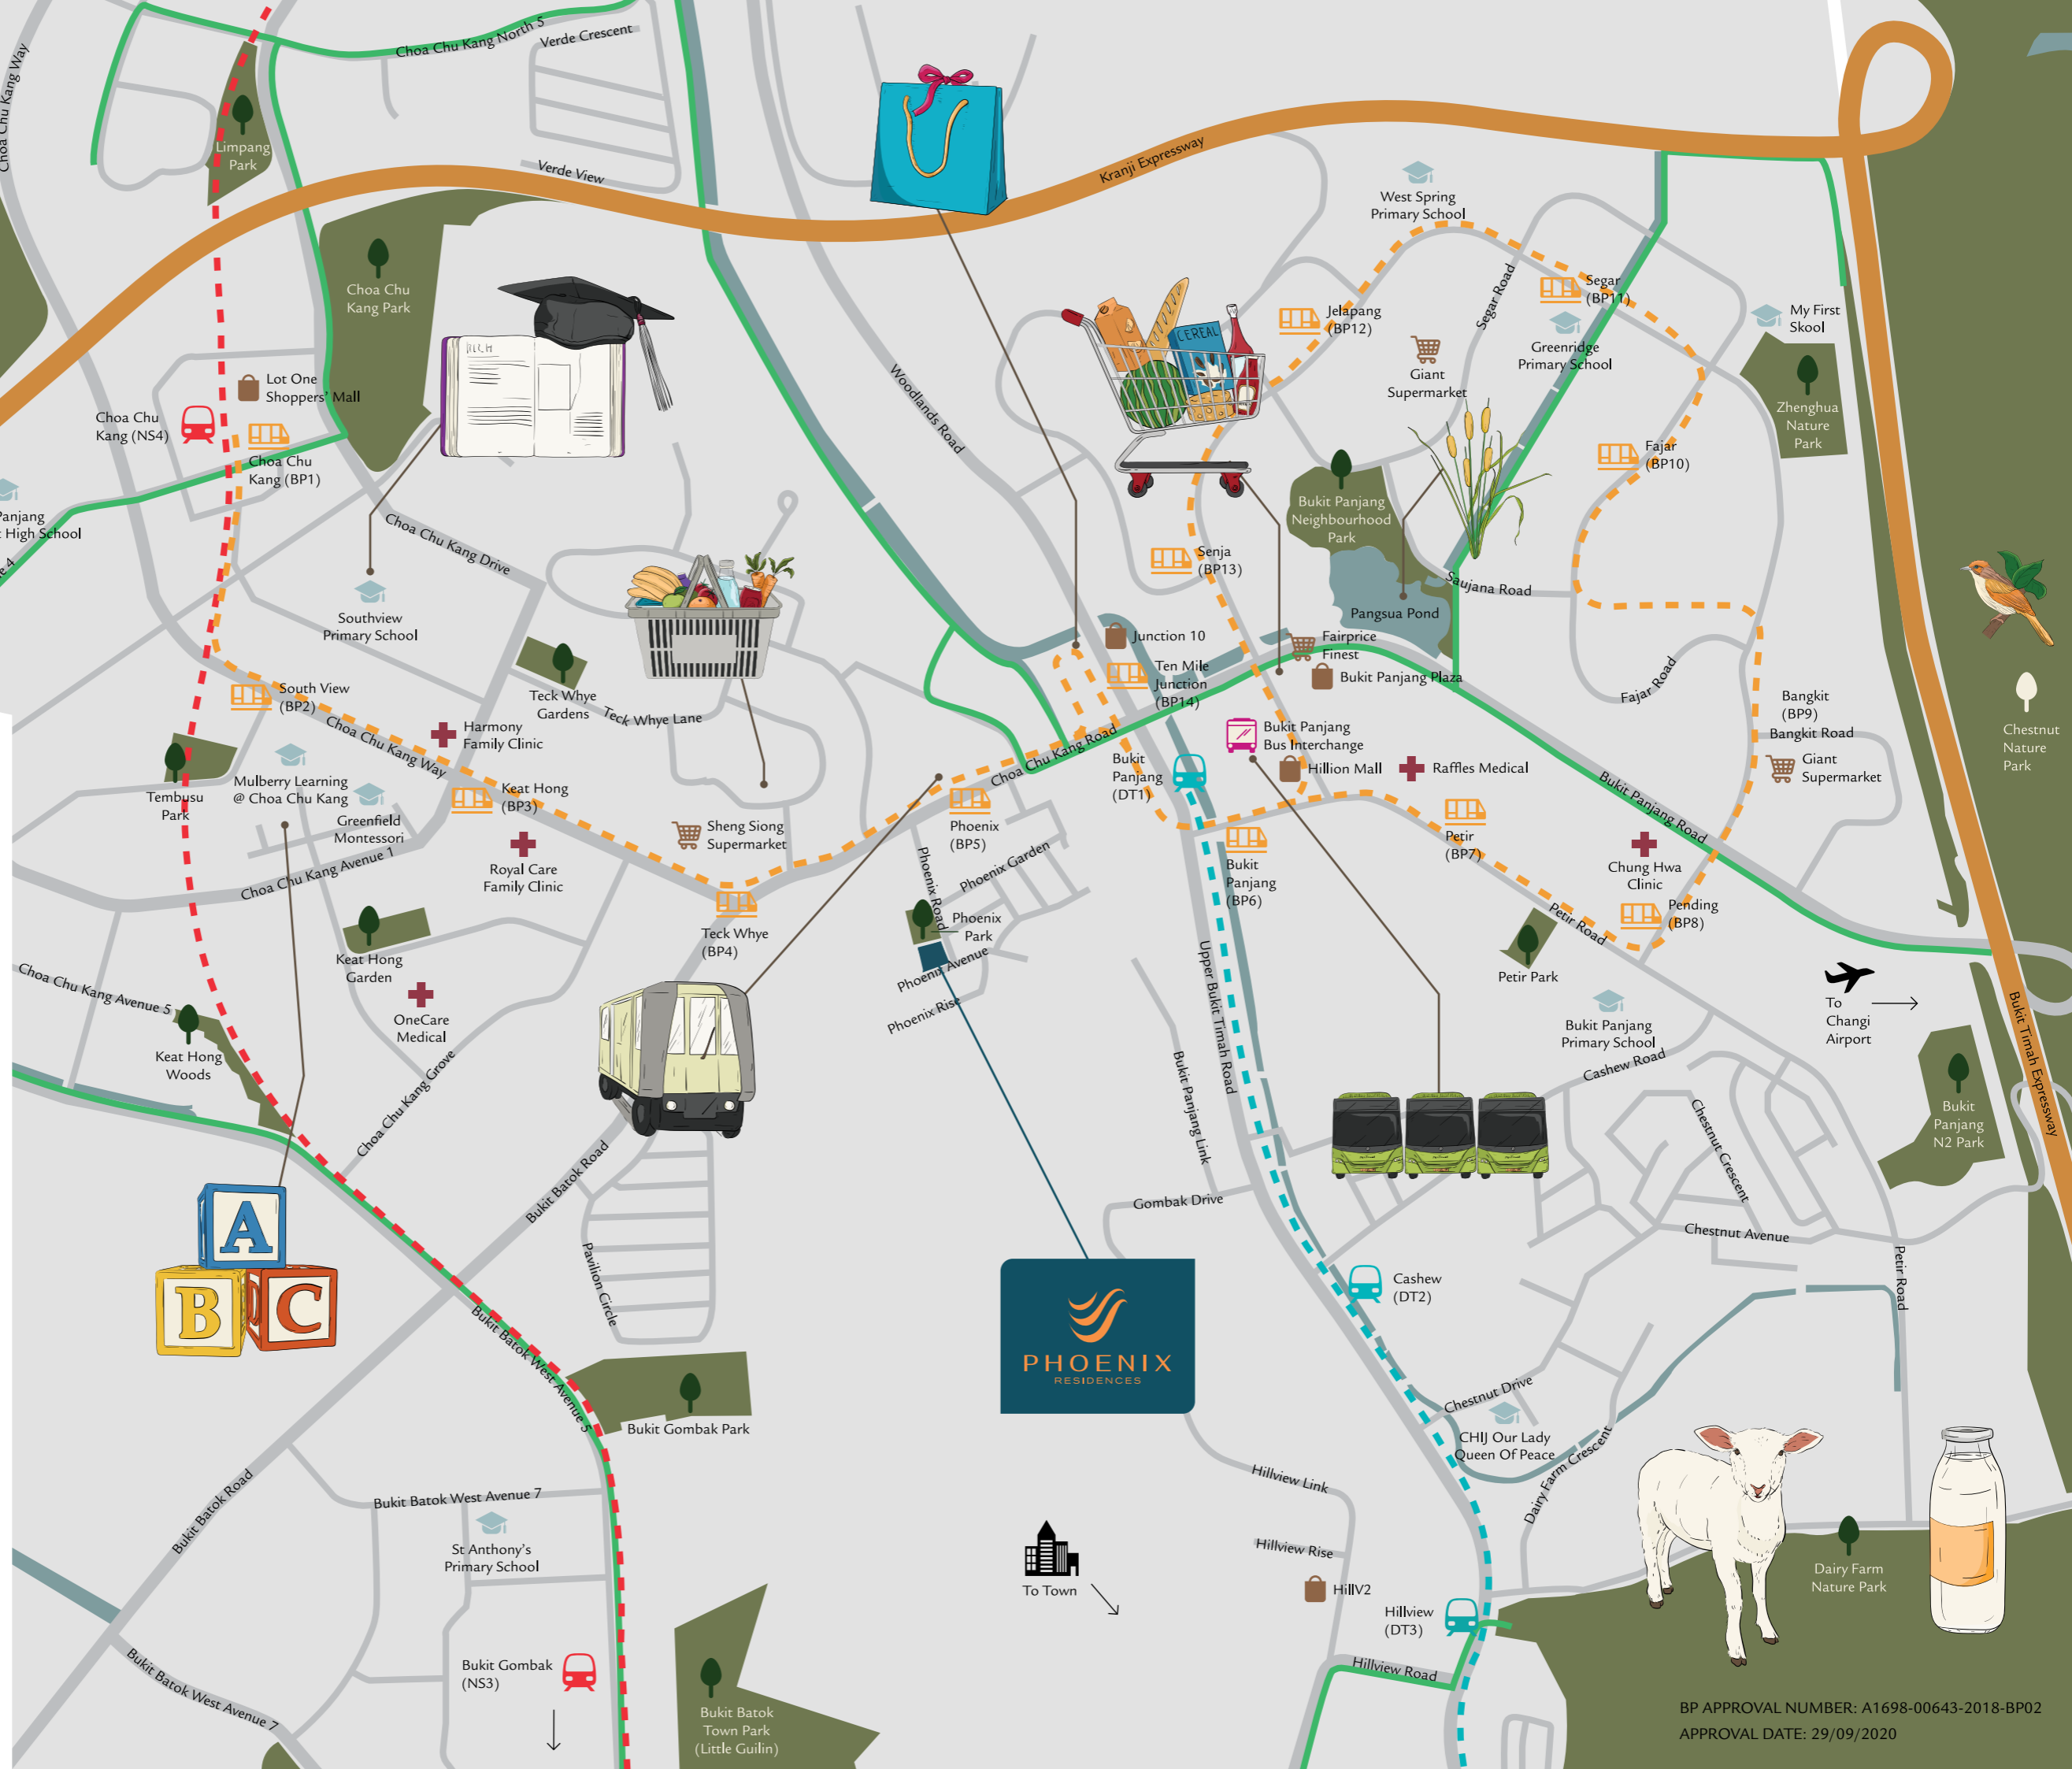 Choa Chu Kang Way
Choa Chu Kang North 5
Verde Crescent
Verde View
Limpang
Park
Kranji Expressway
West Spring
Primary School
Choa Chu
Kang Park
Segar Road
Segar
(BP11)
Jelapang
(BP12)
My First
Skool
Greenridge
Primary School
CEREAL
Giant
Supermarket
Woodlands Road
Lot One
Shoppers' Mall
Choa Chu
Kang (NS4)
Choa Chu
Kang (BP1)
Zhenghua
Nature
Park
Fajar
(BP10)
Panjang
High School
Choa Chu Kang Drive
Bukit Panjang
Neighbourhood
Park
Senja
(BP13)
Saujana Road
Pangsua Pond
Southview
Primary School
Junction 10
Fairprice
Finest
Bukit Panjang Plaza
Ten Mile
Junction
(BP14)
Fajar Road
Teck Whye
Gardens
Teck Whye Lane
South View
(BP2)
Choa Chu Kang Way
Harmony
Family Clinic
Bangkit
(BP9)
Bangkit Road
Chestnut
Nature
Park
Bukit Panjang
Bus Interchange
Choa Chu Kang Road
Bukit
Panjang
(DT1)
Hillion Mall
Raffles Medical
Giant
Supermarket
Mulberry Learning
@ Choa Chu Kang
Tembusu
Park
Greenfield
Montessori
Keat Hong
(BP3)
Sheng Siong
Supermarket
Phoenix
(BP5)
Petir
(BP7)
Bukit Panjang Road
Choa Chu Kang Avenue 1
Royal Care
Family Clinic
Phoenix Road
Phoenix Garden
Bukit
Panjang
(BP6)
Chung Hwa
Clinic
Teck Whye
(BP4)
Phoenix
Park
Petir Road
Pending
(BP8)
Keat Hong
Garden
Phoenix Avenue
Phoenix Rise
Upper Bukit Timah Road
Petir Park
Choa Chu Kang Avenue 5
OneCare
Medical
To
Changi
Airport
Bukit Timah Expressway
Bukit Panjang
Primary School
Keat Hong
Woods
Cashew Road
Choa Chu Kang Grove
Bukit Panjang Link
Bukit
Panjang
N2 Park
Chestnut Crescent
Bukit Batok Road
Gombak Drive
A
B
C
Pavilion Circle
Chestnut Avenue
Petir Road
Cashew
(DT2)
PHOENIX
RESIDENCES
Bukit Batok West Avenue 5
Chestnut Drive
Bukit Gombak Park
CHIJ Our Lady
Queen Of Peace
Dairy Farm Crescent
Hillview Link
Bukit Batok Road
Bukit Batok West Avenue 7
St Anthony's
Primary School
Hillview Rise
Dairy Farm
Nature Park
To Town
HillV2
Hillview
(DT3)
Bukit Gombak
(NS3)
Hillview Road
Bukit Batok West Avenue 7
Bukit Batok
Town Park
(Little Guilin)
BP APPROVAL NUMBER: A1698-00643-2018-BP02
APPROVAL DATE: 29/09/2020